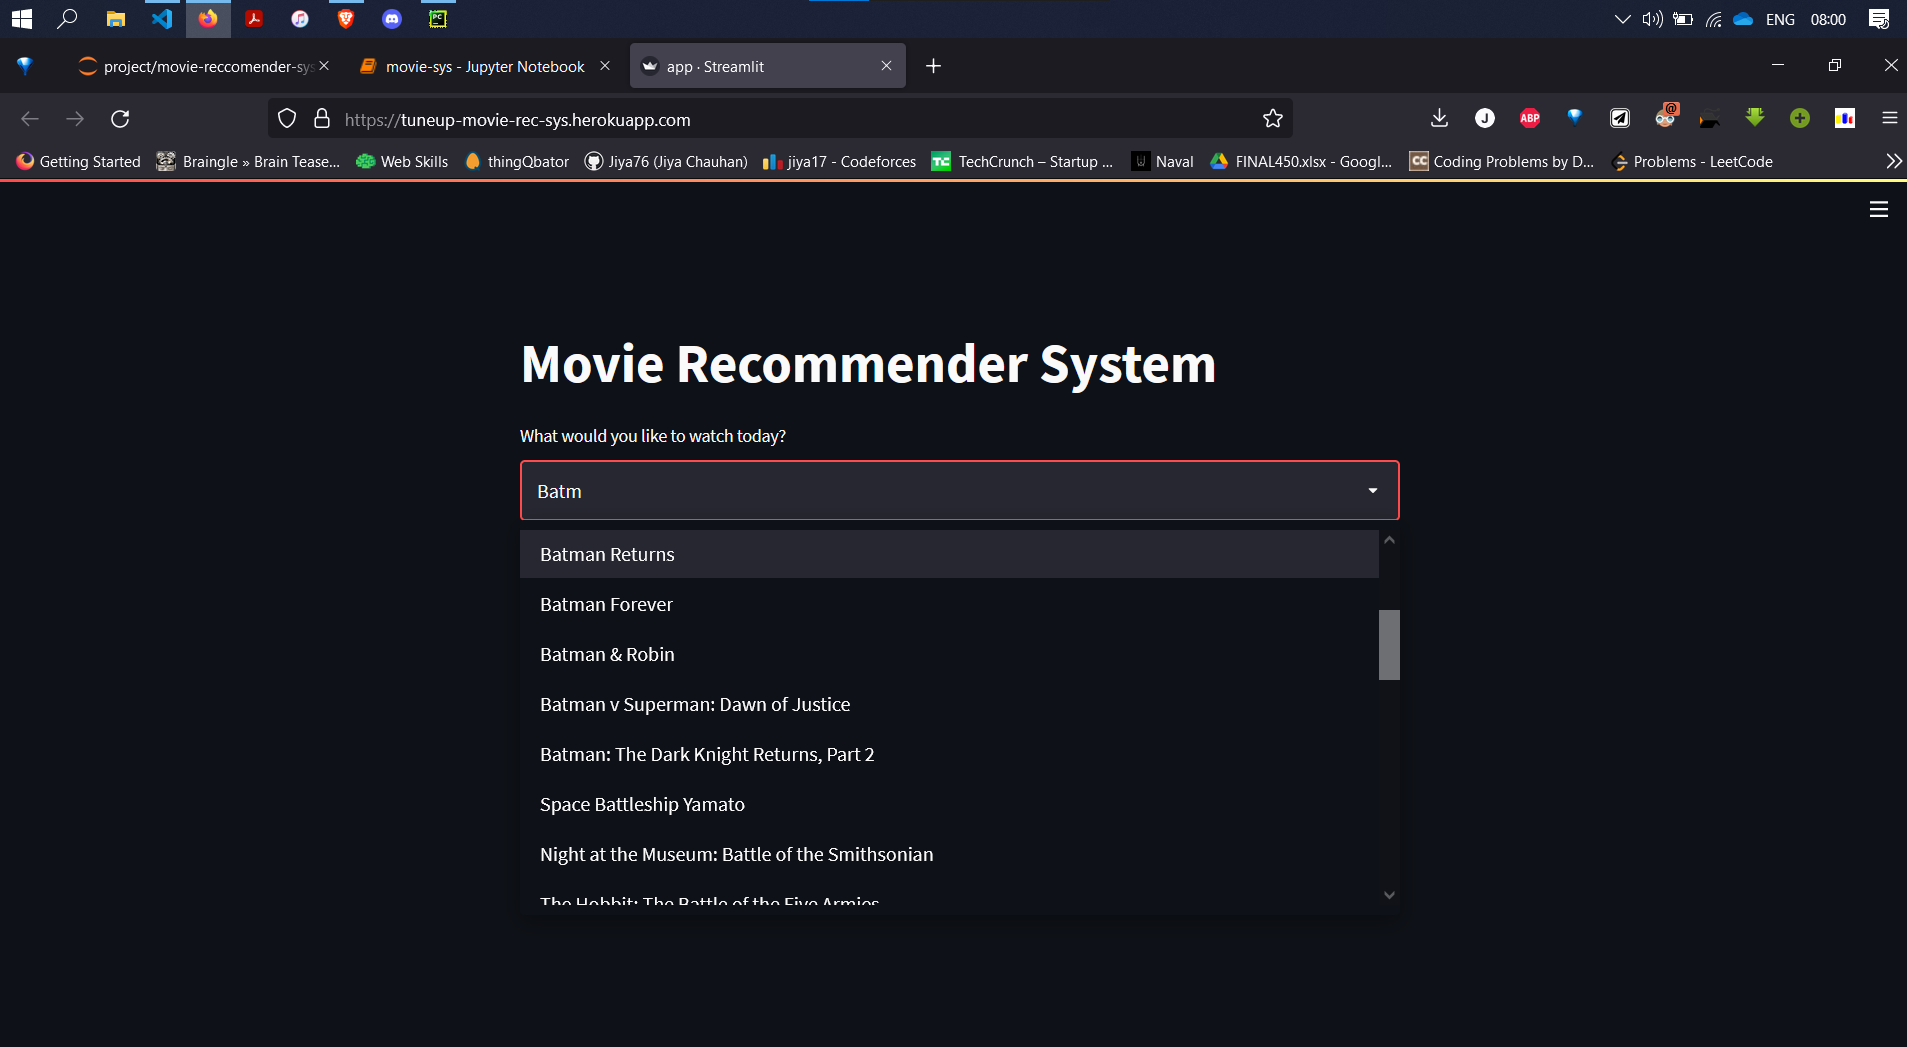 ENG 08:00
project/movie-reccomender-sys
movie-sys - Jupyter Notebook
app · Streamlit
https://tuneup-movie-rec-sys.herokuapp.com
J
ABP
@
Getting Started
Braingle » Brain Tease...
Web Skills
thingQbator
Jiya76 (Jiya Chauhan)
jiya17 - Codeforces
TC TechCrunch – Startup ...
Naval
FINAL450.xlsx - Googl...
CC Coding Problems by D...
Problems - LeetCode
Movie Recommender System
What would you like to watch today?
Batm
Batman Returns
Batman Forever
Batman & Robin
Batman v Superman: Dawn of Justice
Batman: The Dark Knight Returns, Part 2
Space Battleship Yamato
Night at the Museum: Battle of the Smithsonian
The Hobbit: The Battle of the Five Armies